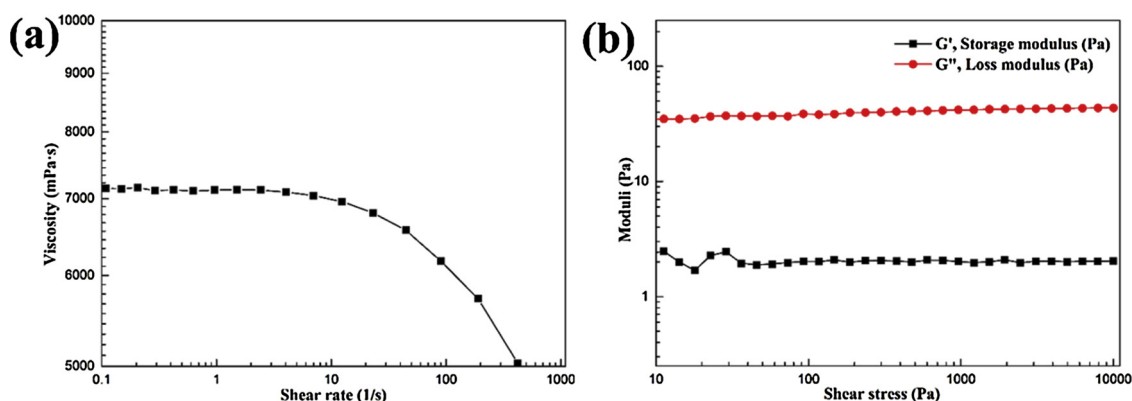 (a)
10000
9000
8000
7000
6000
5000
Viscosity (mPa·s)
0.1 1 10 100 1000
Shear rate (1/s)
(b)
G', Storage modulus (Pa)
G'', Loss modulus (Pa)
100
10
1
Moduli (Pa)
10 100 1000 10000
Shear stress (Pa)